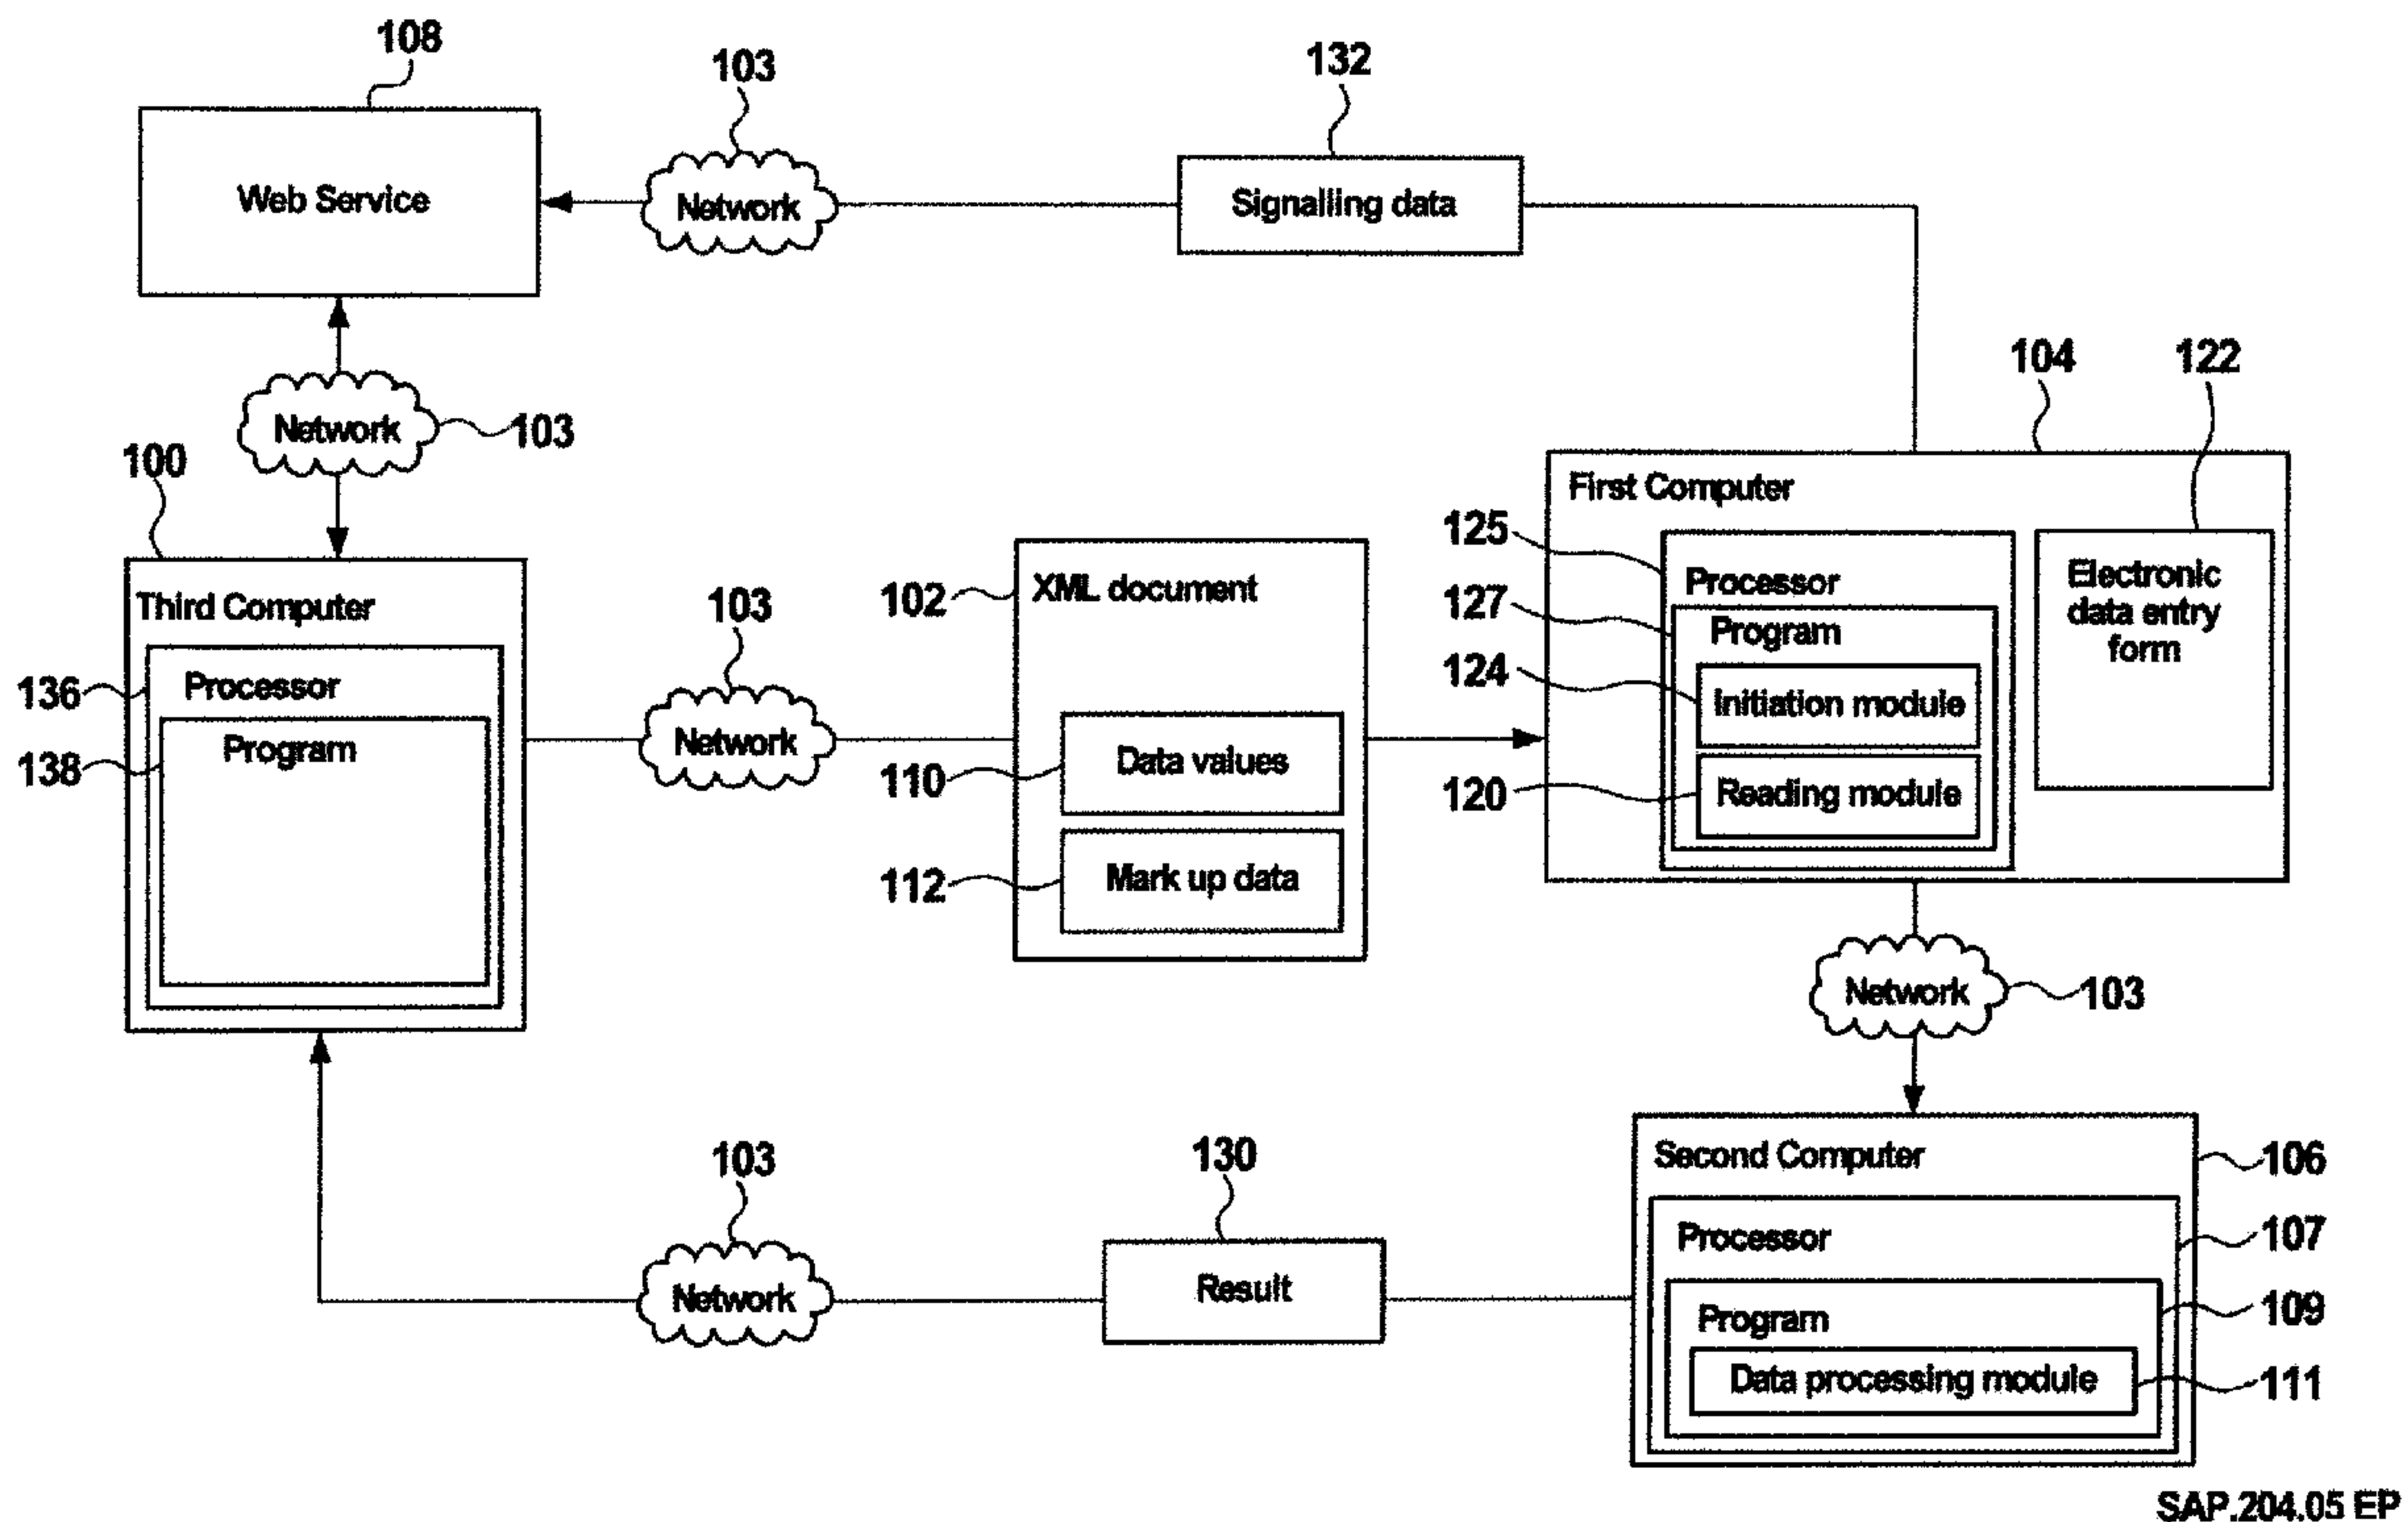 108
103
132
Web Service
Network
Signalling data
104
122
Network
103
100
First Computer
125
Processor
Electronic
data entry
form
127
Program
124
Initiation module
120
Reading module
Third Computer
136
Processor
138
Program
103
Network
102
XML document
110
Data values
112
Mark up data
Network
103
103
130
Second Computer
106
Processor
107
Network
Result
Program
109
Data processing module
111
SAP.204.05 EP